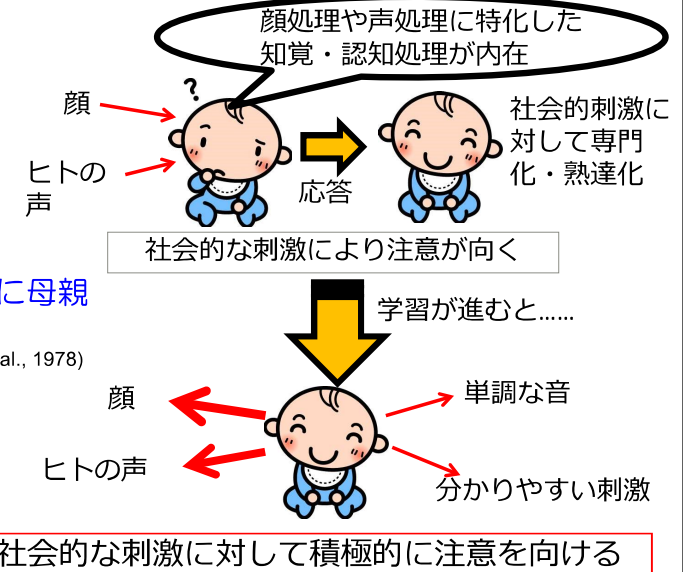 顔処理や声処理に特化した
知覚・認知処理が内在
?
顔
ヒトの
声
応答
社会的刺激に
対して専門
化・熟達化
社会的な刺激により注意が向く
に母親
学習が進むと……
al., 1978)
顔
単調な音
ヒトの声
分かりやすい刺激
社会的な刺激に対して積極的に注意を向ける